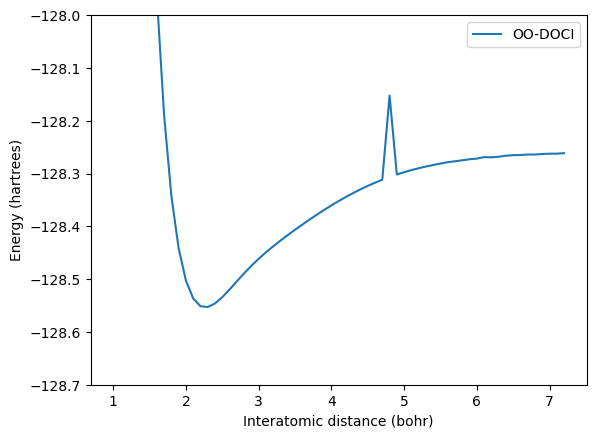 OO-DOCI
Energy (hartrees)
−128.0
−128.1
−128.2
−128.3
−128.4
−128.5
−128.6
−128.7
1 2 3 4 5 6 7
Interatomic distance (bohr)